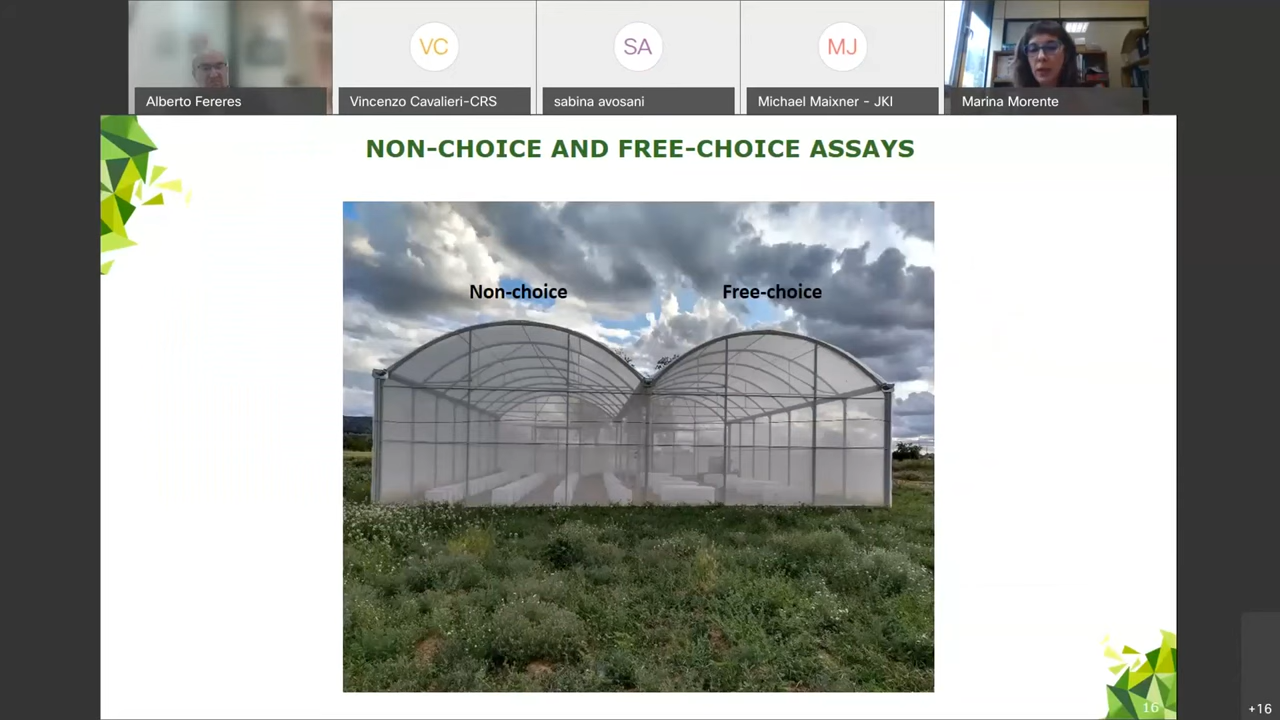 VC
SA
MJ
Alberto Fereres
Vincenzo Cavalieri-CRS
sabina avosani
Michael Maixner - JKI
Marina Morente
NON-CHOICE AND FREE-CHOICE ASSAYS
Non-choice
Free-choice
16
+16